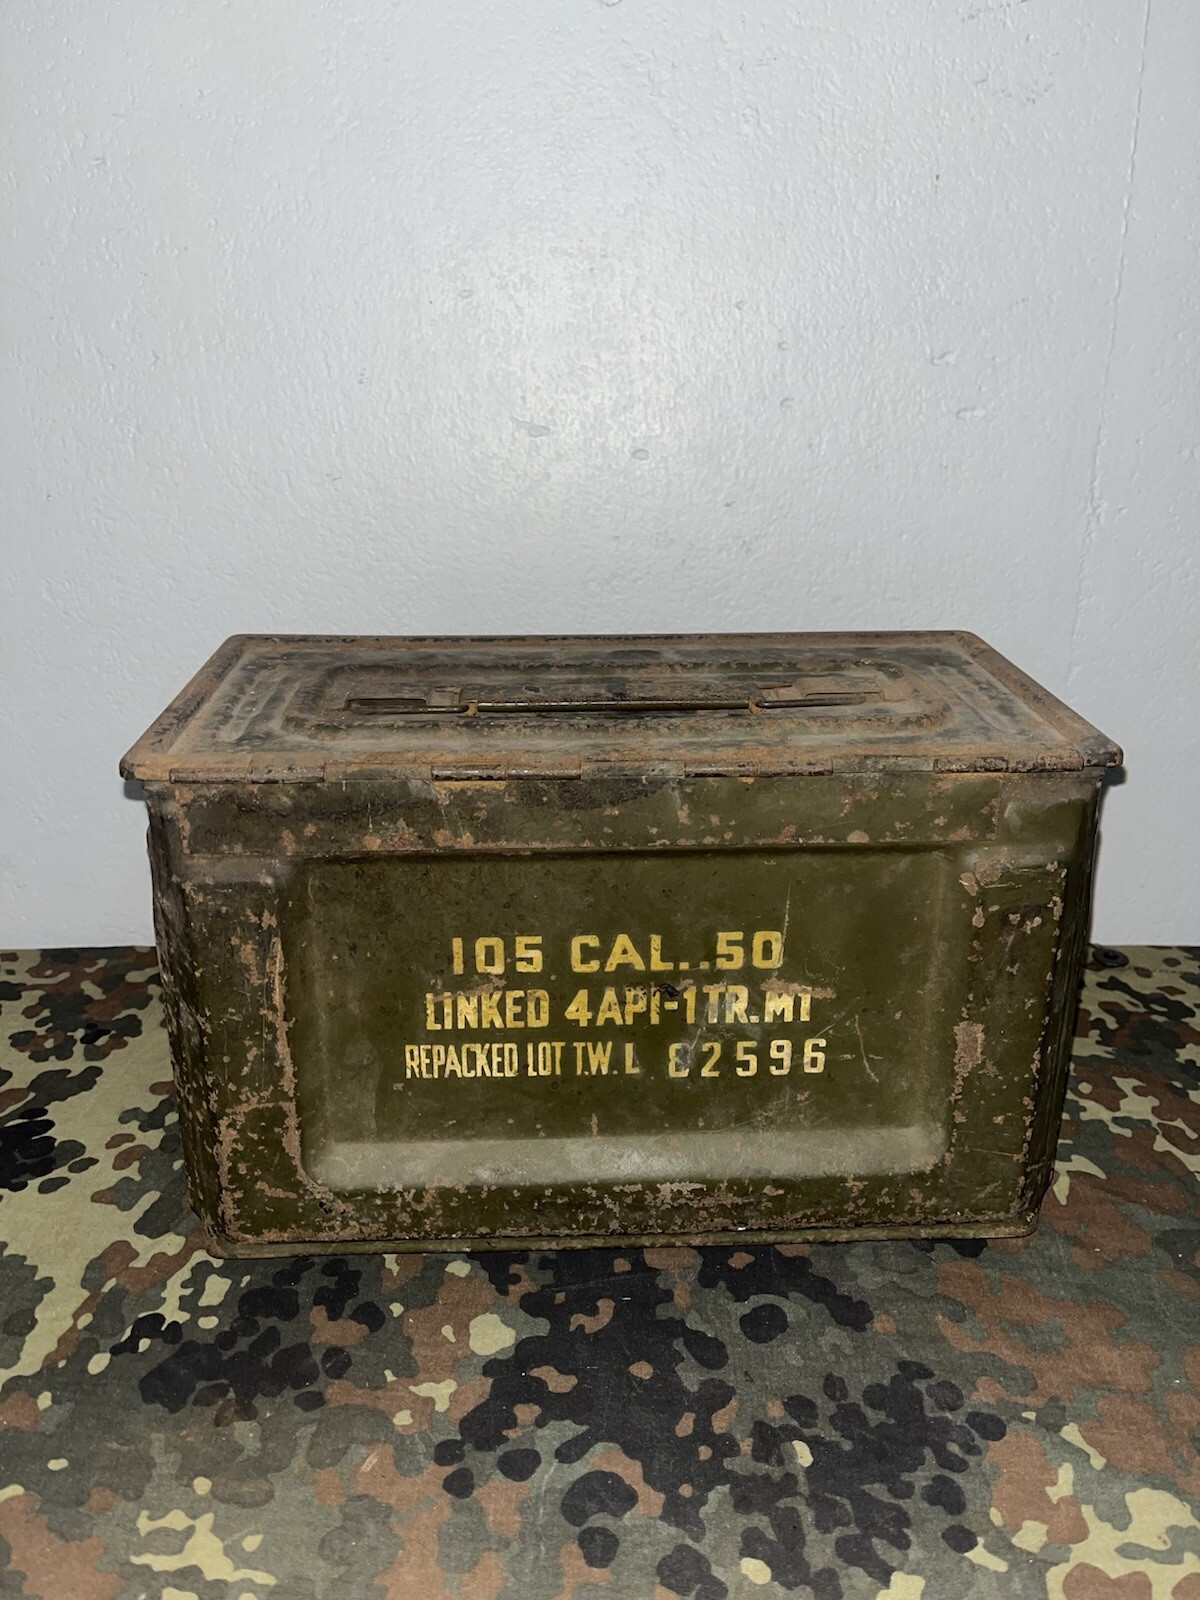 105 CAL..50
LINKED 4API-1TR.M1
REPACKED LOT T.W.L 82596